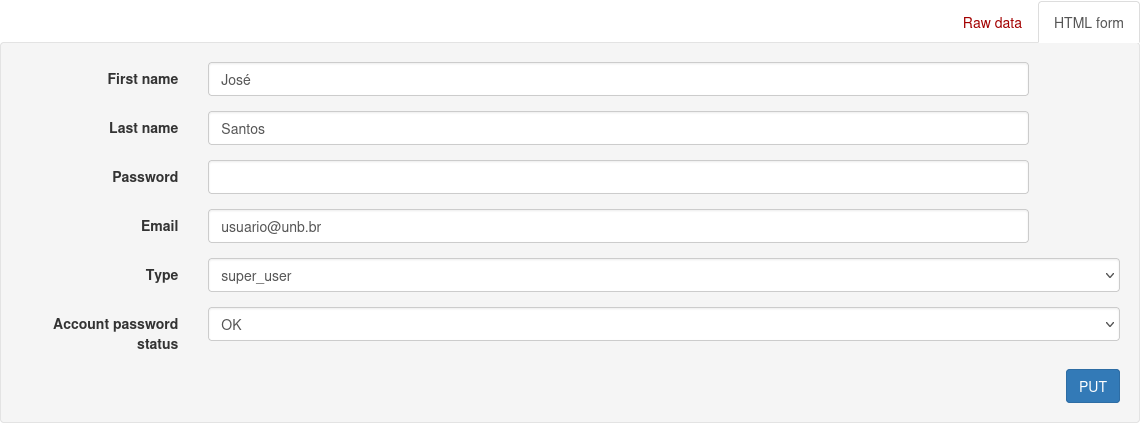 Raw data
HTML form
First name
José
Last name
Santos
Password
Email
usuario@unb.br
Type
super_user
Account password
status
OK
PUT